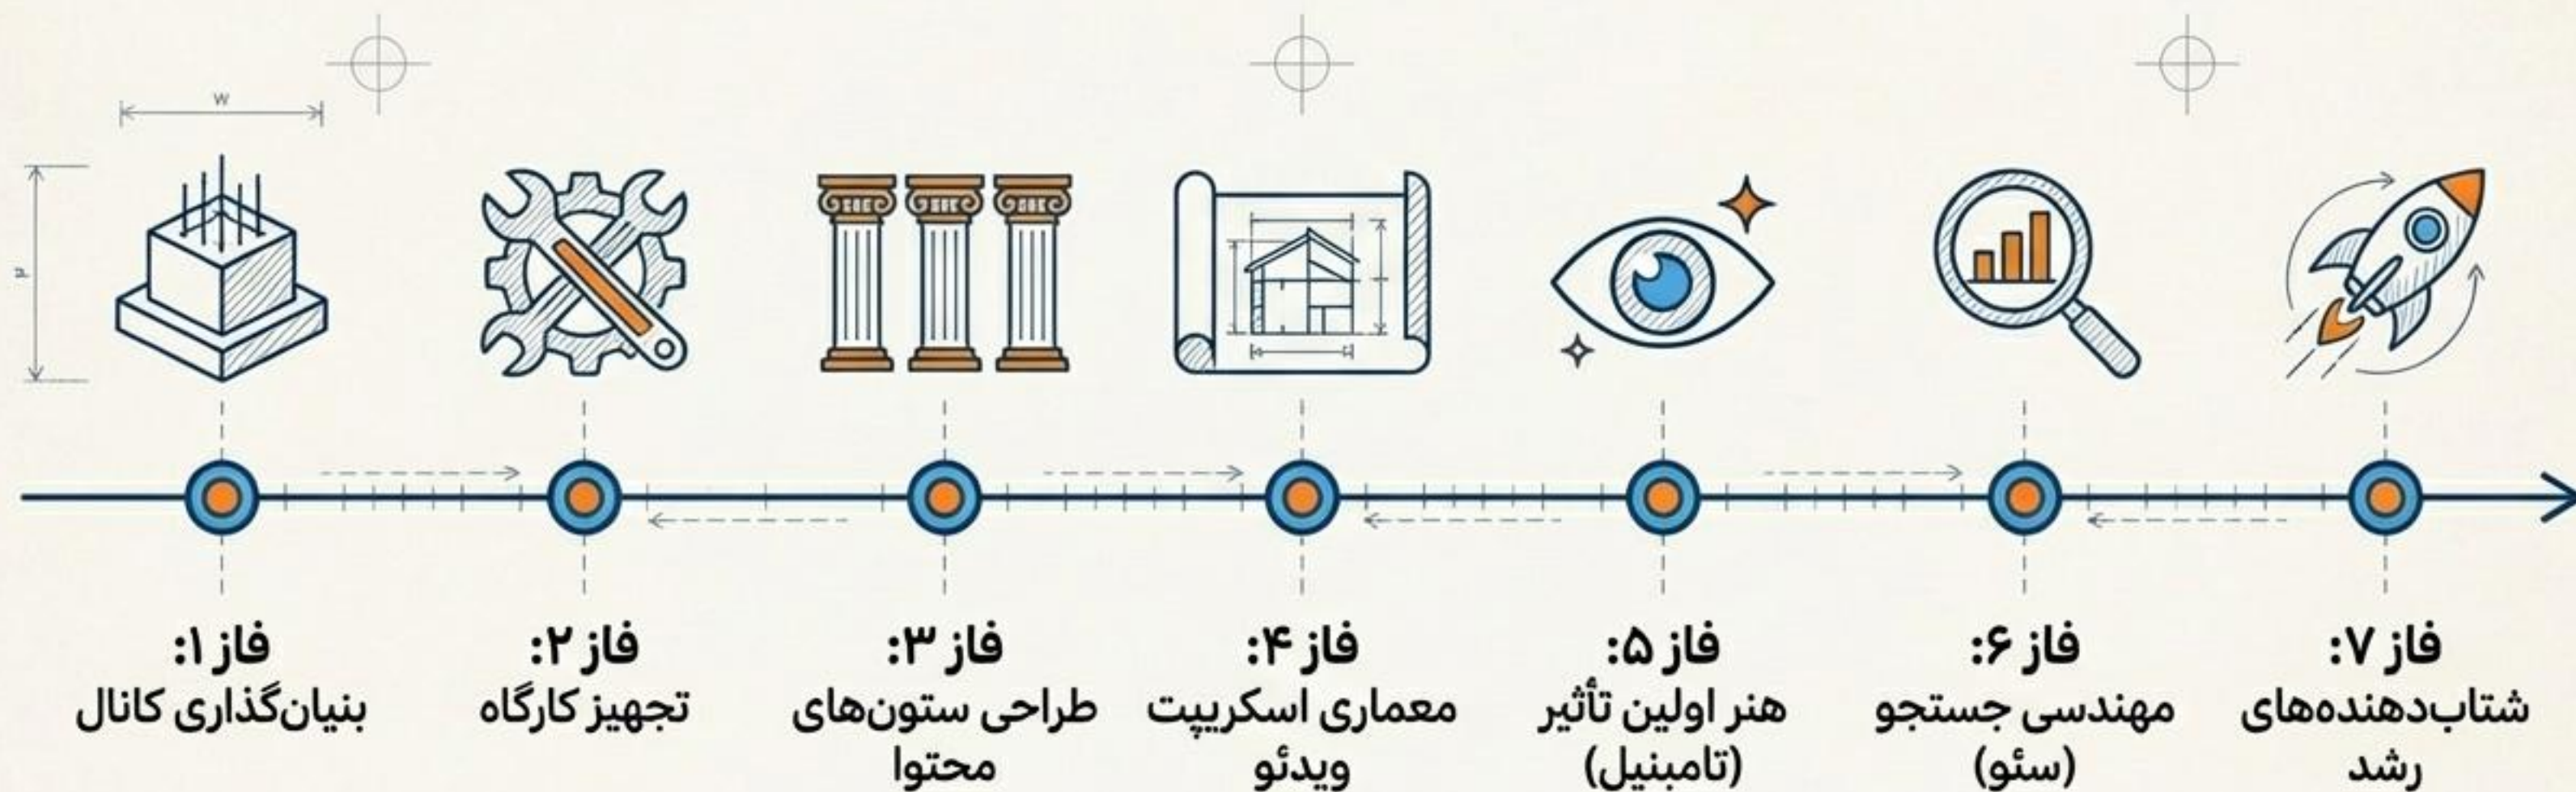 W
فاز ۱:
بنیان‌گذاری کانال
فاز ۲:
تجهیز کارگاه
فاز ۳:
طراحی ستون‌های
محتوا
فاز ۴:
معماری اسکریپت
ویدئو
فاز ۵:
هنر اولین تأثیر
(تامبنیل)
فاز ۶:
مهندسی جستجو
(سئو)
فاز ۷:
شتاب‌دهنده‌های
رشد